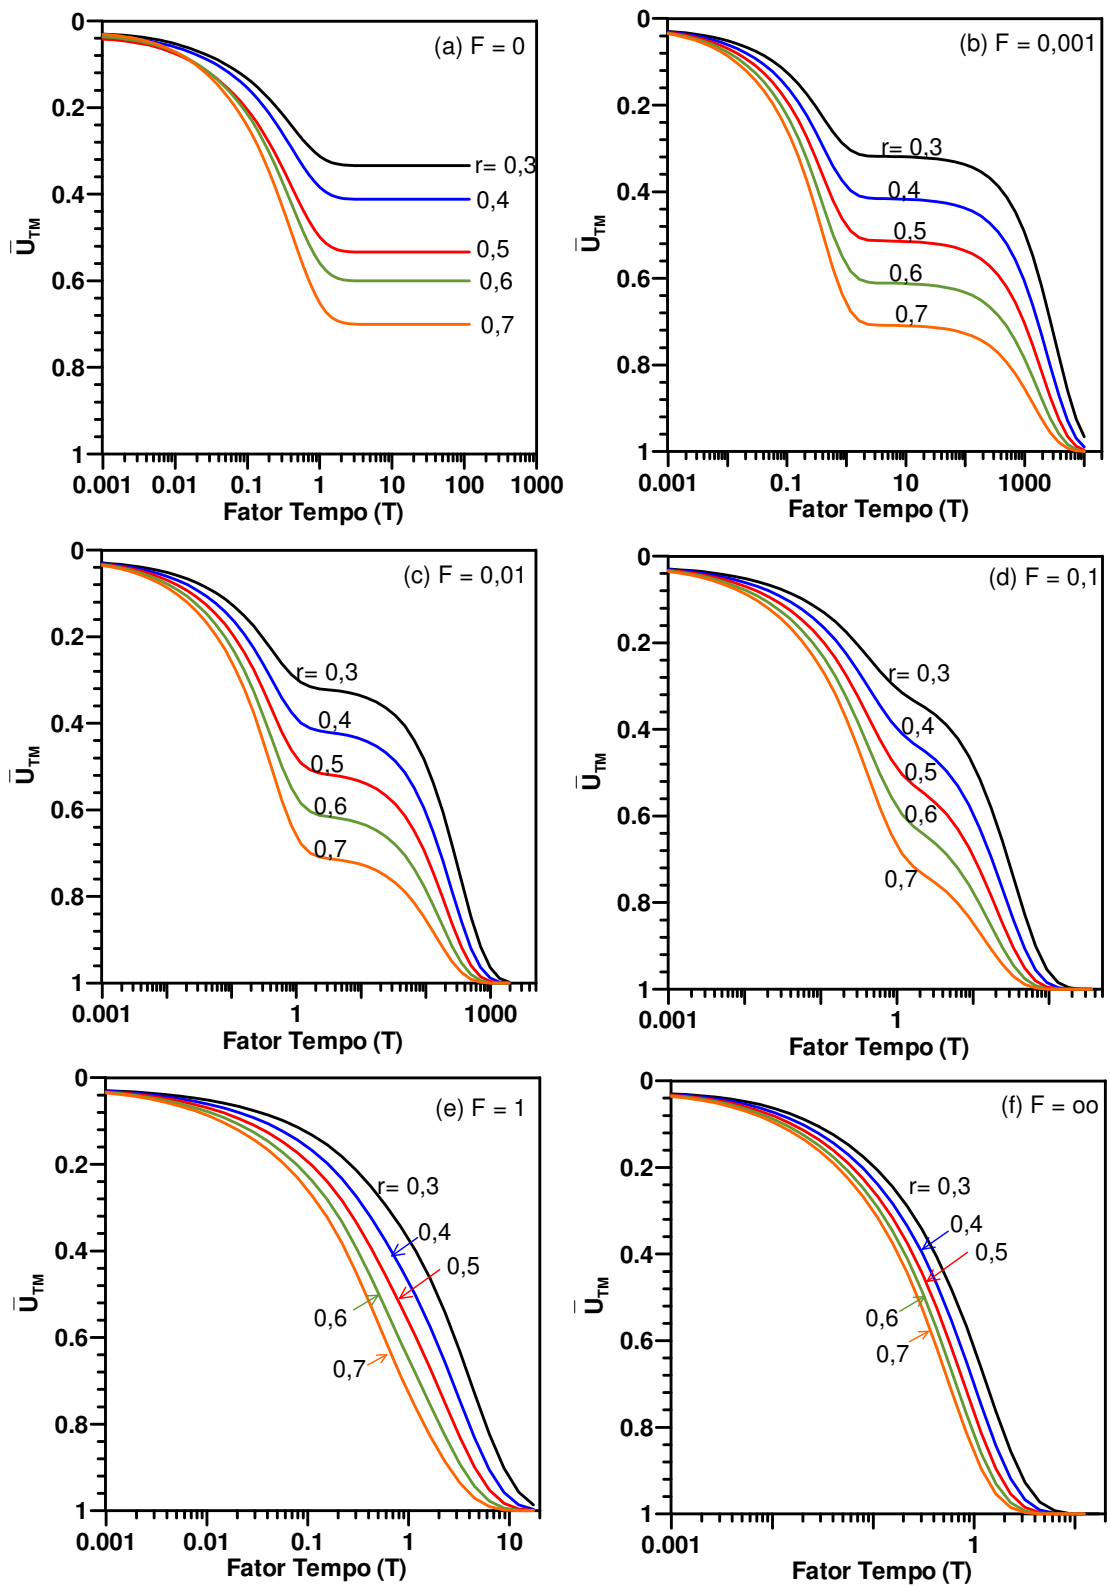 (a) F = 0
0
0.2
0.4
0.6
0.8
1
U̅TM
r= 0,3
0,4
0,5
0,6
0,7
0.001 0.01 0.1 1 10 100 1000
Fator Tempo (T)
(b) F = 0,001
0
0.2
0.4
0.6
0.8
1
U̅TM
r= 0,3
0,4
0,5
0,6
0,7
0.001 0.1 10 1000
Fator Tempo (T)
(c) F = 0,01
0
0.2
0.4
0.6
0.8
1
U̅TM
r= 0,3
0,4
0,5
0,6
0,7
0.001 1 1000
Fator Tempo (T)
(d) F = 0,1
0
0.2
0.4
0.6
0.8
1
U̅TM
r= 0,3
0,4
0,5
0,6
0,7
0.001 1
Fator Tempo (T)
(e) F = 1
0
0.2
0.4
0.6
0.8
1
U̅TM
r= 0,3
0,4
0,5
0,6
0,7
0.001 0.01 0.1 1 10
Fator Tempo (T)
(f) F = oo
0
0.2
0.4
0.6
0.8
1
U̅TM
r= 0,3
0,4
0,5
0,6
0,7
0.001 1
Fator Tempo (T)